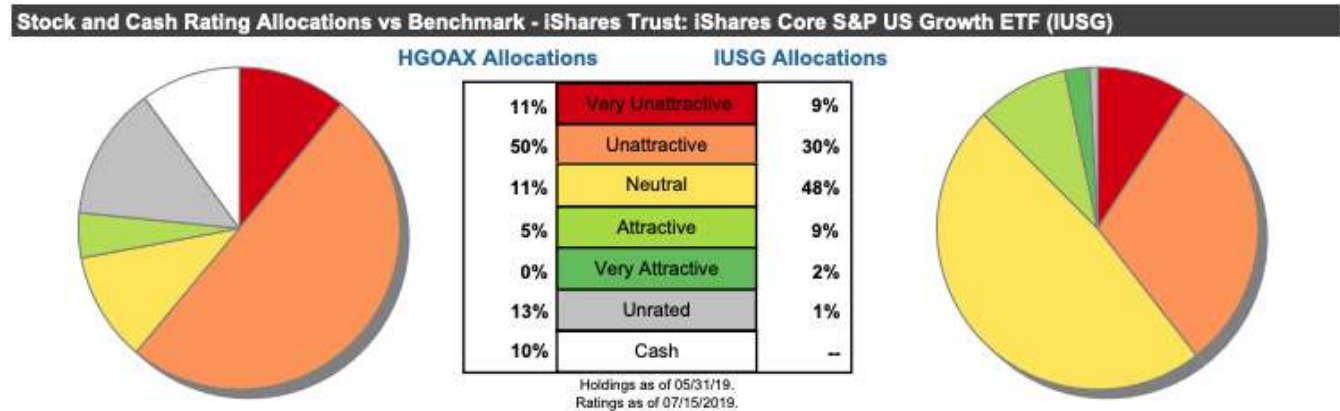 Stock and Cash Rating Allocations vs Benchmark - iShares Trust: iShares Core S&P US Growth ETF (IUSG)
HGOAX Allocations IUSG Allocations
11% Very Unattractive 9%
50% Unattractive 30%
11% Neutral 48%
5% Attractive 9%
0% Very Attractive 2%
13% Unrated 1%
10% Cash --
Holdings as of 05/31/19.
Ratings as of 07/15/2019.